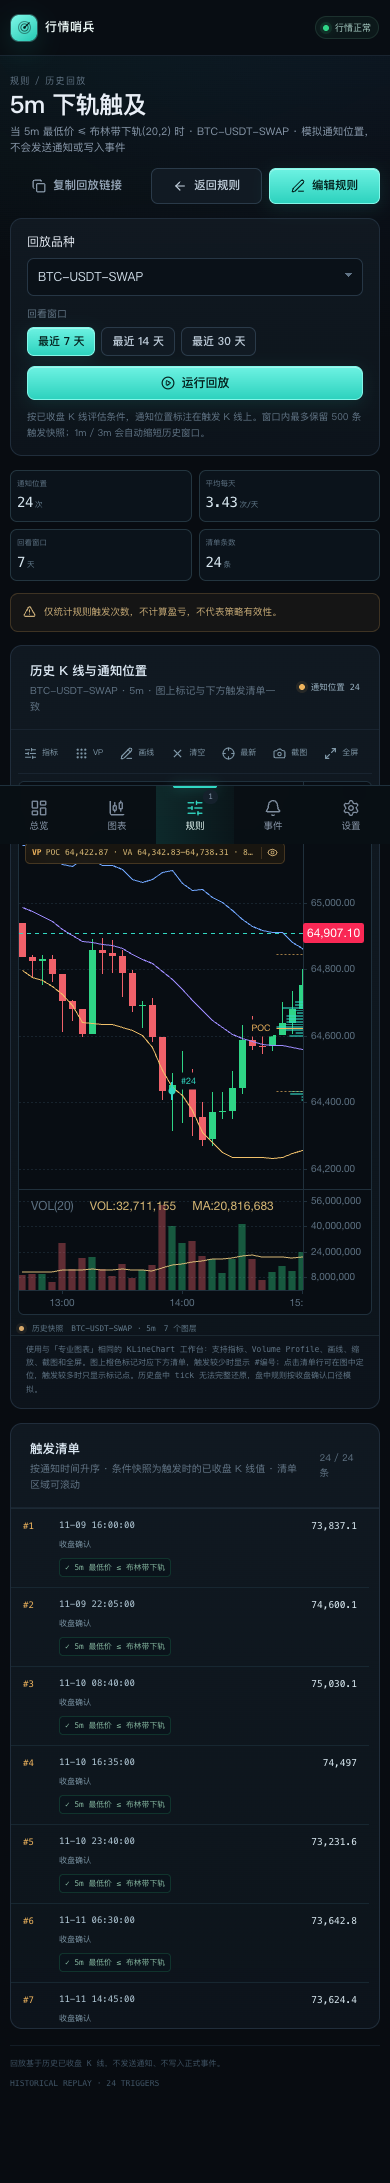 行情哨兵
行情正常
规则 / 历史回放
5m 下轨触及
当 5m 最低价 ≤ 布林带下轨(20,2) 时 · BTC-USDT-SWAP · 模拟通知位置，
不会发送通知或写入事件
复制回放链接
返回规则
编辑规则
回放品种
BTC-USDT-SWAP
回看窗口
最近 7 天
最近 14 天
最近 30 天
运行回放
按已收盘 K 线评估条件，通知位置标注在触发 K 线上。窗口内最多保留 500 条
触发快照；1m / 3m 会自动缩短历史窗口。
通知位置
24 次
平均每天
3.43 次/天
回看窗口
7 天
清单条数
24 条
仅统计规则触发次数，不计算盈亏，不代表策略有效性。
历史 K 线与通知位置
BTC-USDT-SWAP · 5m · 图上标记与下方触发清单一
致
通知位置 24
指标
VP
画线
清空
最新
截图
全屏
总览
图表
1
规则
事件
设置
VP POC 64,422.87 · VA 64,342.83–64,738.31 · 8…
65,000.00
64,907.10
64,800.00
64,600.00
64,400.00
64,200.00
POC
#24
VOL(20) VOL:32,711,155 MA:20,816,683
56,000,000
40,000,000
24,000,000
8,000,000
13:00
14:00
15:
历史快照 BTC-USDT-SWAP · 5m 7 个图层
使用与「专业图表」相同的 KLineChart 工作台：支持指标、Volume Profile、画线、缩
放、截图和全屏。图上橙色标记对应下方清单，触发较少时显示 #编号；点击清单行可在图中定
位，触发较多时只显示标记点。历史盘中 tick 无法完整还原，盘中规则按收盘确认口径模
拟。
触发清单
按通知时间升序 · 条件快照为触发时的已收盘 K 线值 · 清单
区域可滚动
24 / 24
条
#1 11-09 16:00:00 73,837.1
收盘确认
✓ 5m 最低价 ≤ 布林带下轨
#2 11-09 22:05:00 74,600.1
收盘确认
✓ 5m 最低价 ≤ 布林带下轨
#3 11-10 08:40:00 75,030.1
收盘确认
✓ 5m 最低价 ≤ 布林带下轨
#4 11-10 16:35:00 74,497
收盘确认
✓ 5m 最低价 ≤ 布林带下轨
#5 11-10 23:40:00 73,231.6
收盘确认
✓ 5m 最低价 ≤ 布林带下轨
#6 11-11 06:30:00 73,642.8
收盘确认
✓ 5m 最低价 ≤ 布林带下轨
#7 11-11 14:45:00 73,624.4
收盘确认
回放基于历史已收盘 K 线，不发送通知、不写入正式事件。
HISTORICAL REPLAY · 24 TRIGGERS